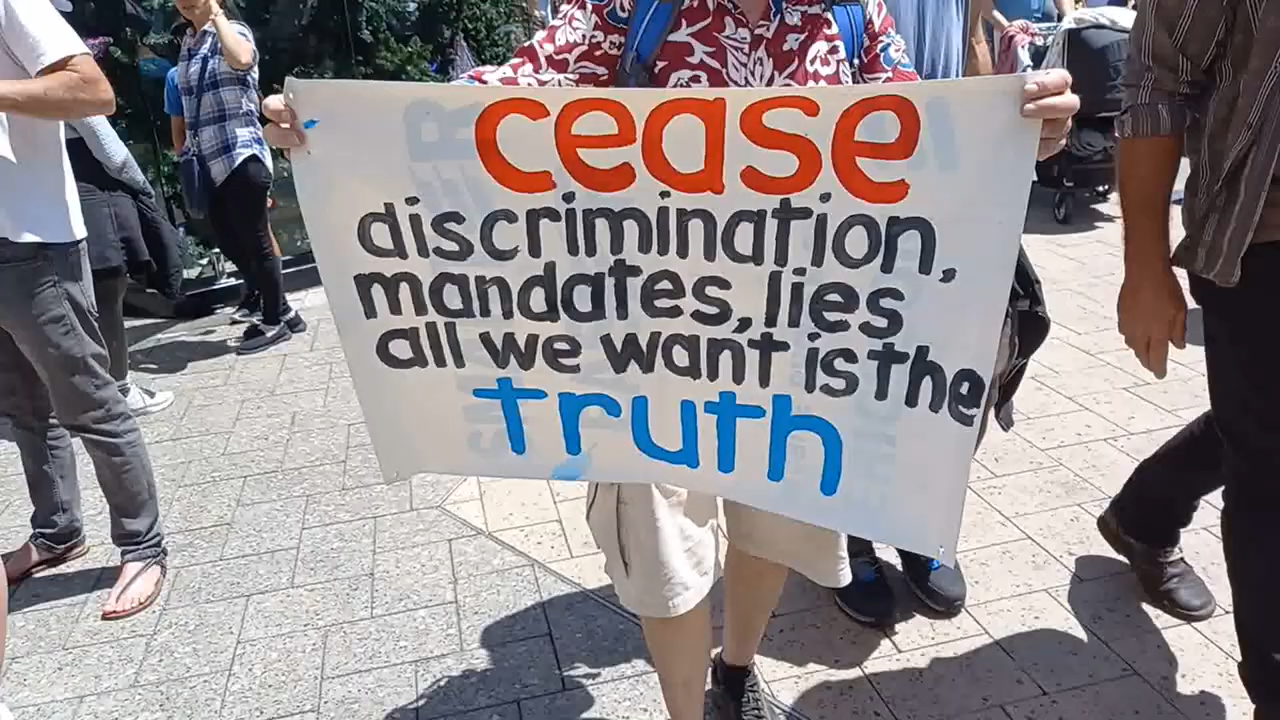 cease
discrimination,
mandates, lies
all we want is the
truth